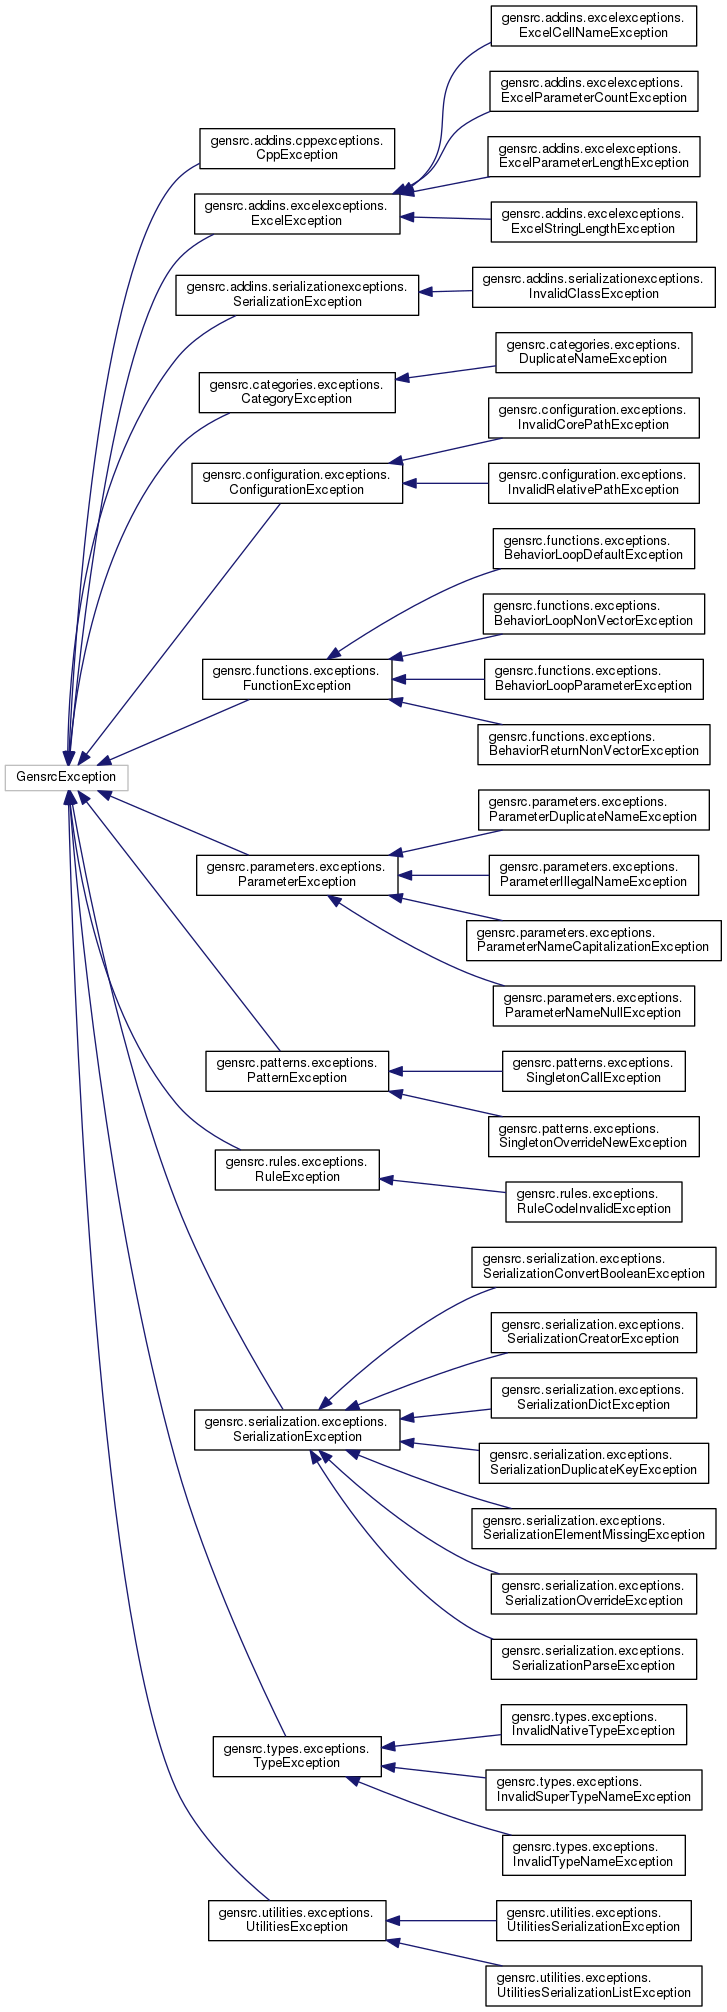 gensrc.addins.excelexceptions.
ExcelCellNameException
gensrc.addins.excelexceptions.
ExcelParameterCountException
gensrc.addins.cppexceptions.
CppException
gensrc.addins.excelexceptions.
ExcelParameterLengthException
gensrc.addins.excelexceptions.
ExcelException
gensrc.addins.excelexceptions.
ExcelStringLengthException
gensrc.addins.serializationexceptions.
SerializationException
gensrc.addins.serializationexceptions.
InvalidClassException
gensrc.categories.exceptions.
DuplicateNameException
gensrc.categories.exceptions.
CategoryException
gensrc.configuration.exceptions.
InvalidCorePathException
gensrc.configuration.exceptions.
ConfigurationException
gensrc.configuration.exceptions.
InvalidRelativePathException
gensrc.functions.exceptions.
BehaviorLoopDefaultException
gensrc.functions.exceptions.
BehaviorLoopNonVectorException
gensrc.functions.exceptions.
FunctionException
gensrc.functions.exceptions.
BehaviorLoopParameterException
gensrc.functions.exceptions.
BehaviorReturnNonVectorException
GensrcException
gensrc.parameters.exceptions.
ParameterDuplicateNameException
gensrc.parameters.exceptions.
ParameterException
gensrc.parameters.exceptions.
ParameterIllegalNameException
gensrc.parameters.exceptions.
ParameterNameCapitalizationException
gensrc.parameters.exceptions.
ParameterNameNullException
gensrc.patterns.exceptions.
PatternException
gensrc.patterns.exceptions.
SingletonCallException
gensrc.patterns.exceptions.
SingletonOverrideNewException
gensrc.rules.exceptions.
RuleException
gensrc.rules.exceptions.
RuleCodeInvalidException
gensrc.serialization.exceptions.
SerializationConvertBooleanException
gensrc.serialization.exceptions.
SerializationCreatorException
gensrc.serialization.exceptions.
SerializationDictException
gensrc.serialization.exceptions.
SerializationException
gensrc.serialization.exceptions.
SerializationDuplicateKeyException
gensrc.serialization.exceptions.
SerializationElementMissingException
gensrc.serialization.exceptions.
SerializationOverrideException
gensrc.serialization.exceptions.
SerializationParseException
gensrc.types.exceptions.
InvalidNativeTypeException
gensrc.types.exceptions.
TypeException
gensrc.types.exceptions.
InvalidSuperTypeNameException
gensrc.types.exceptions.
InvalidTypeNameException
gensrc.utilities.exceptions.
UtilitiesException
gensrc.utilities.exceptions.
UtilitiesSerializationException
gensrc.utilities.exceptions.
UtilitiesSerializationListException